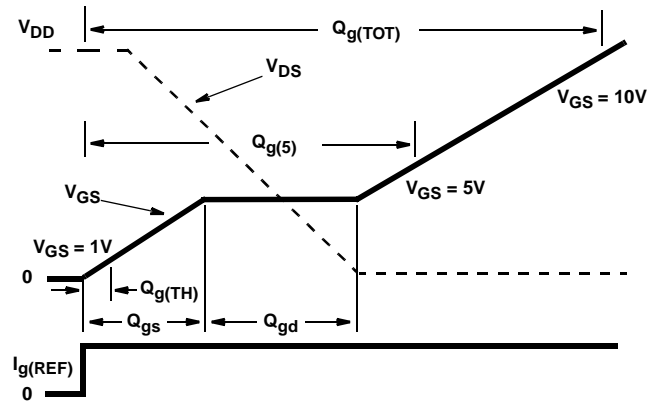 V_DD
Q_g(TOT)
V_DS
V_GS = 10V
Q_g(5)
V_GS
V_GS = 5V
V_GS = 1V
0
Q_g(TH)
Q_gs
Q_gd
I_g(REF)
0